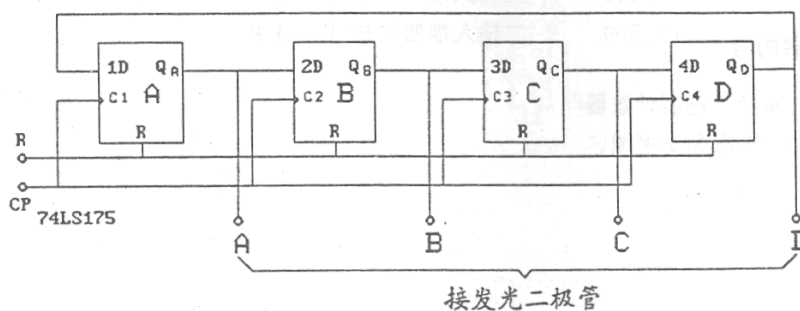 1D QA 2D QB 3D QC 4D QD
A B C D
C1 C2 C3 C4
R R R R
R
CP
74LS175
A B C
接发光二极管